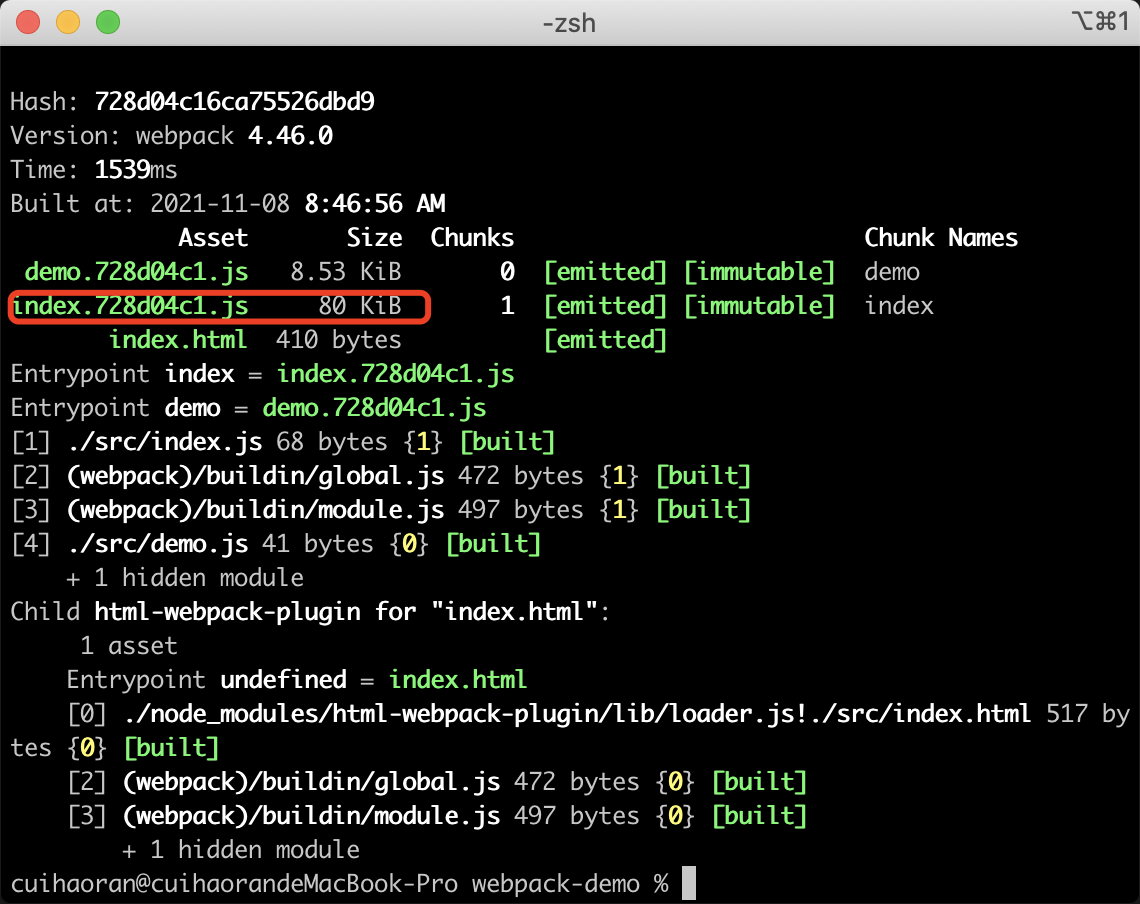 -zsh
⌥⌘1
Hash: 728d04c16ca75526dbd9
Version: webpack 4.46.0
Time: 1539ms
Built at: 2021-11-08 8:46:56 AM
Asset Size Chunks Chunk Names
demo.728d04c1.js 8.53 KiB 0 [emitted] [immutable] demo
index.728d04c1.js 80 KiB 1 [emitted] [immutable] index
index.html 410 bytes [emitted]
Entrypoint index = index.728d04c1.js
Entrypoint demo = demo.728d04c1.js
[1] ./src/index.js 68 bytes {1} [built]
[2] (webpack)/buildin/global.js 472 bytes {1} [built]
[3] (webpack)/buildin/module.js 497 bytes {1} [built]
[4] ./src/demo.js 41 bytes {0} [built]
+ 1 hidden module
Child html-webpack-plugin for "index.html":
1 asset
Entrypoint undefined = index.html
[0] ./node_modules/html-webpack-plugin/lib/loader.js!./src/index.html 517 by
tes {0} [built]
[2] (webpack)/buildin/global.js 472 bytes {0} [built]
[3] (webpack)/buildin/module.js 497 bytes {0} [built]
+ 1 hidden module
cuihaoran@cuihaorandeMacBook-Pro webpack-demo %